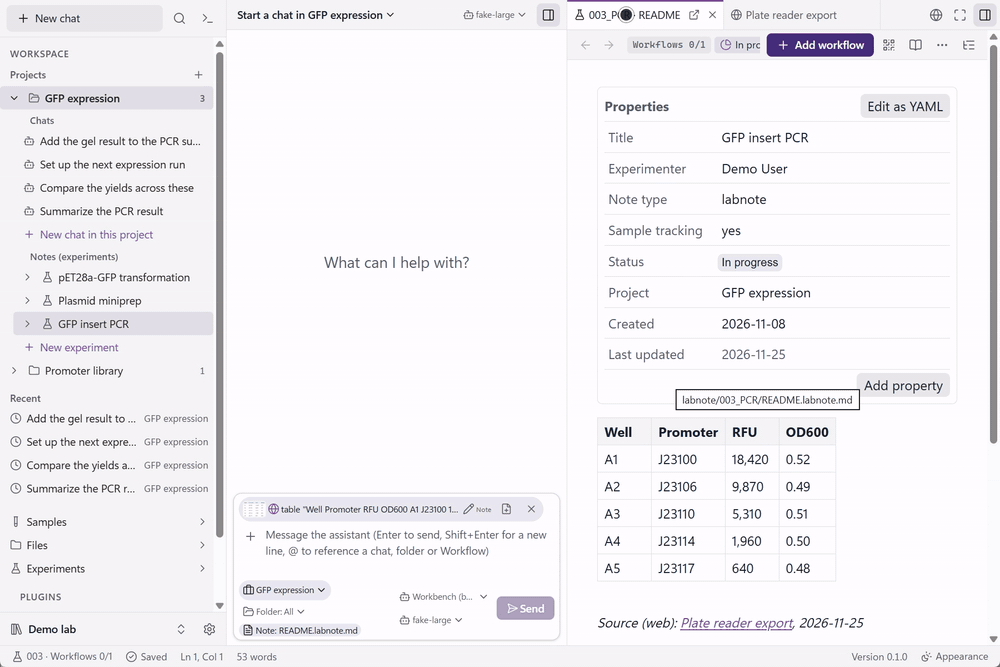 New chat
WORKSPACE
Projects
GFP expression 3
Chats
Add the gel result to the PCR su...
Set up the next expression run
Compare the yields across these
Summarize the PCR result
New chat in this project
Notes (experiments)
pET28a-GFP transformation
Plasmid miniprep
GFP insert PCR
New experiment
Promoter library 1
Recent
Add the gel result to ... GFP expression
Set up the next expre... GFP expression
Compare the yields a... GFP expression
Summarize the PCR r... GFP expression
Samples
Files
Experiments
PLUGINS
Demo lab
Start a chat in GFP expression
fake-large
What can I help with?
table "Well Promoter RFU OD600 A1 J23100 1... Note
Message the assistant (Enter to send, Shift+Enter for a new
line, @ to reference a chat, folder or Workflow)
GFP expression
Folder: All
Note: README.labnote.md
Workbench (b...
fake-large
Send
README
Plate reader export
Workflows 0/1
Add workflow
Properties
Edit as YAML
Title GFP insert PCR
Experimenter Demo User
Note type labnote
Sample tracking yes
Status In progress
Project GFP expression
Created 2026-11-08
Last updated 2026-11-25
Add property
labnote/003_PCR/README.labnote.md
Well Promoter RFU OD600
A1 J23100 18,420 0.52
A2 J23106 9,870 0.49
A3 J23110 5,310 0.51
A4 J23114 1,960 0.50
A5 J23117 640 0.48
Source (web): Plate reader export, 2026-11-25
003 · Workflows 0/1 Saved Ln 1, Col 1 53 words
Version 0.1.0 Appearance